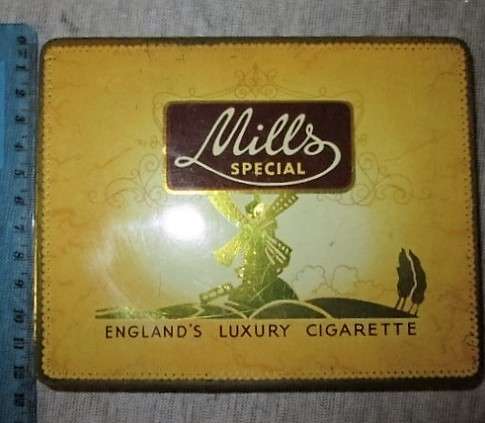 Mills
SPECIAL
ENGLAND'S LUXURY CIGARETTE